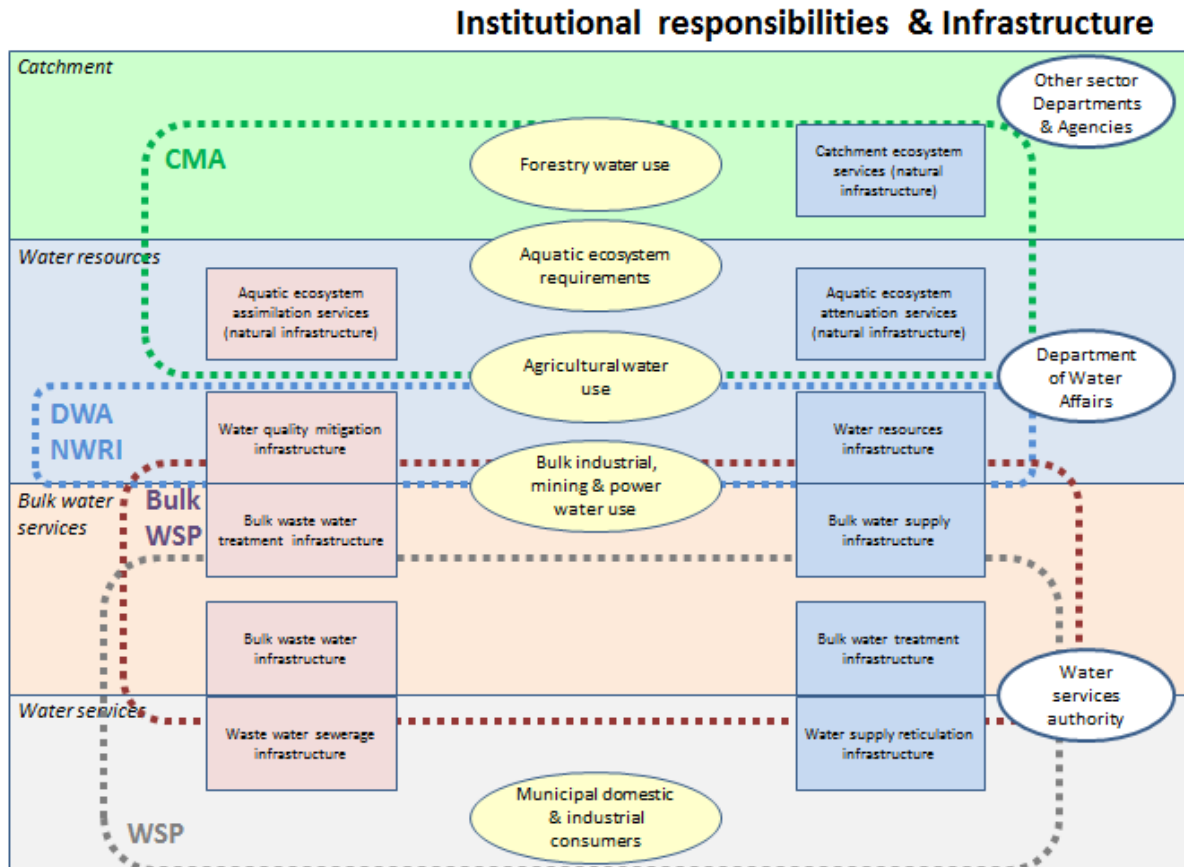 Institutional responsibilities & Infrastructure
Catchment
Other sector
Departments
& Agencies
CMA
Forestry water use
Catchment ecosystem
services (natural
infrastructure)
Water resources
Aquatic ecosystem
requirements
Aquatic ecosystem
assimilation services
(natural infrastructure)
Aquatic ecosystem
attenuation services
(natural infrastructure)
Agricultural water
use
Department
of Water
Affairs
DWA
NWRI
Water quality mitigation
infrastructure
Water resources
infrastructure
Bulk industrial,
mining & power
water use
Bulk water
services
Bulk
WSP
Bulk waste water
treatment infrastructure
Bulk water supply
infrastructure
Bulk waste water
infrastructure
Bulk water treatment
infrastructure
Water
services
authority
Water services
Waste water sewerage
infrastructure
Water supply reticulation
infrastructure
Municipal domestic
& industrial
consumers
WSP